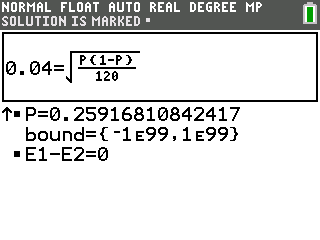 NORMAL FLOAT AUTO REAL DEGREE MP
SOLUTION IS MARKED ▪
0.04=√(P(1-P)/120)
↑▪P=0.25916810842417
bound={-1ᴇ99,1ᴇ99}
▪E1-E2=0